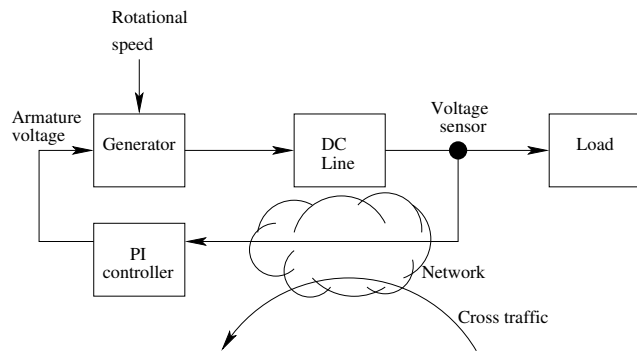 Rotational
speed
Armature
voltage
Generator
DC
Line
Voltage
sensor
Load
PI
controller
Network
Cross traffic